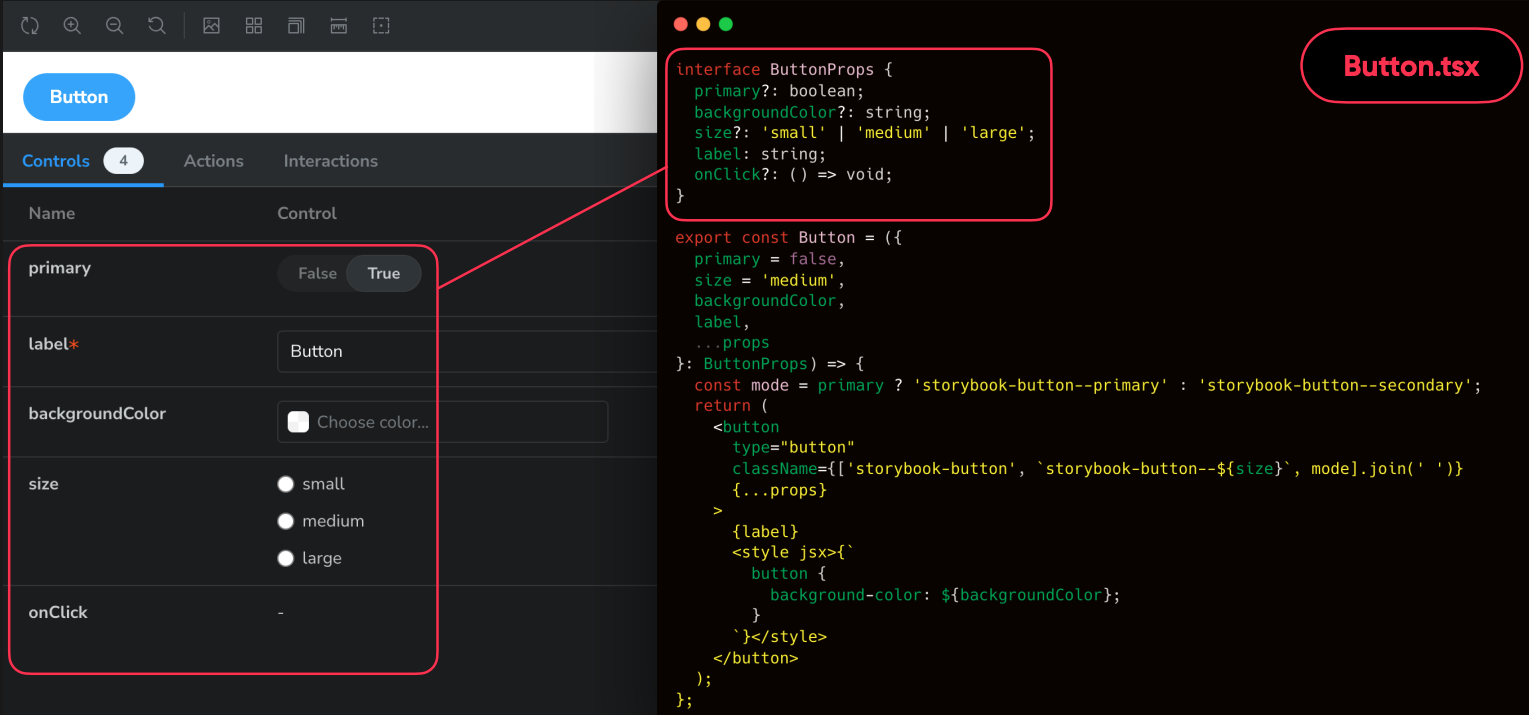 Button
Controls 4 Actions Interactions
Name Control
primary False True
label* Button
backgroundColor Choose color...
size small
medium
large
onClick -
Button.tsx
interface ButtonProps {
  primary?: boolean;
  backgroundColor?: string;
  size?: 'small' | 'medium' | 'large';
  label: string;
  onClick?: () => void;
}
export const Button = ({
  primary = false,
  size = 'medium',
  backgroundColor,
  label,
  ...props
}: ButtonProps) => {
  const mode = primary ? 'storybook-button--primary' : 'storybook-button--secondary';
  return (
    <button
      type="button"
      className={['storybook-button', `storybook-button--${size}`, mode].join(' ')}
      {...props}
    >
      {label}
      <style jsx>{`
        button {
          background-color: ${backgroundColor};
        }
      `}</style>
    </button>
  );
};